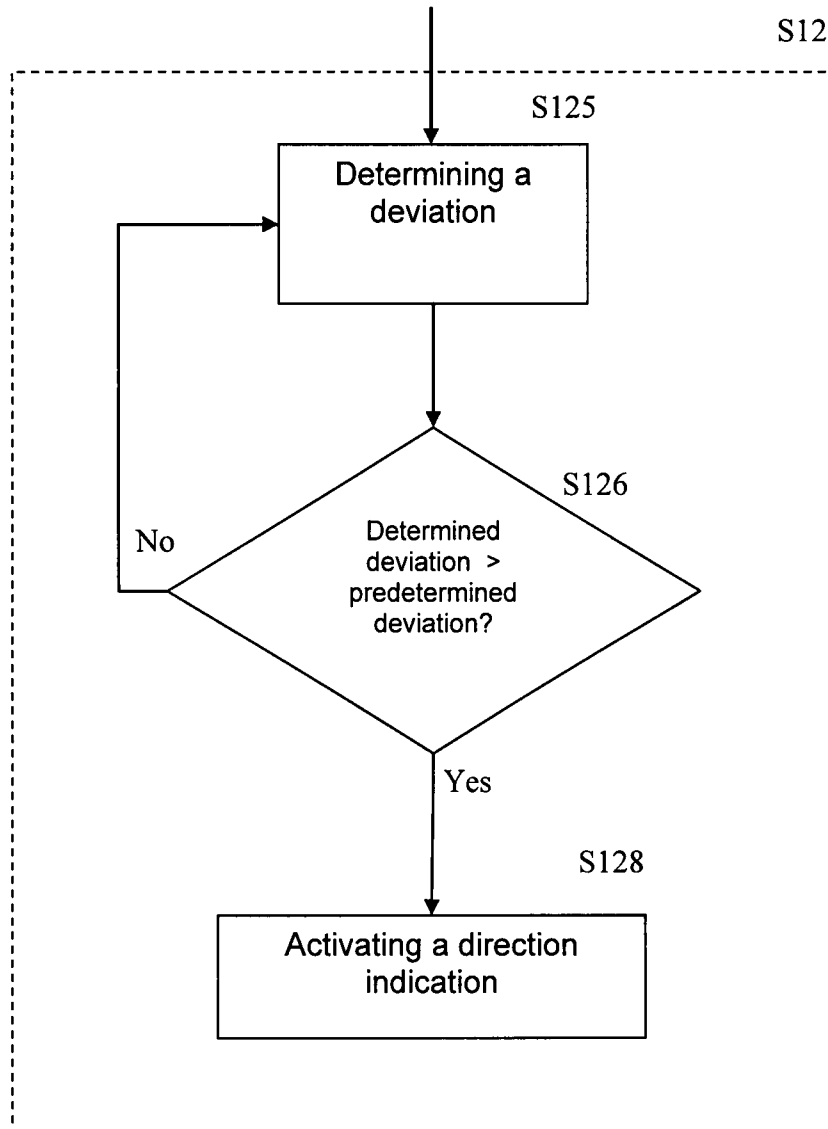 S12
S125
Determining a
deviation
S126
Determined
deviation >
predetermined
deviation?
No
Yes
S128
Activating a direction
indication